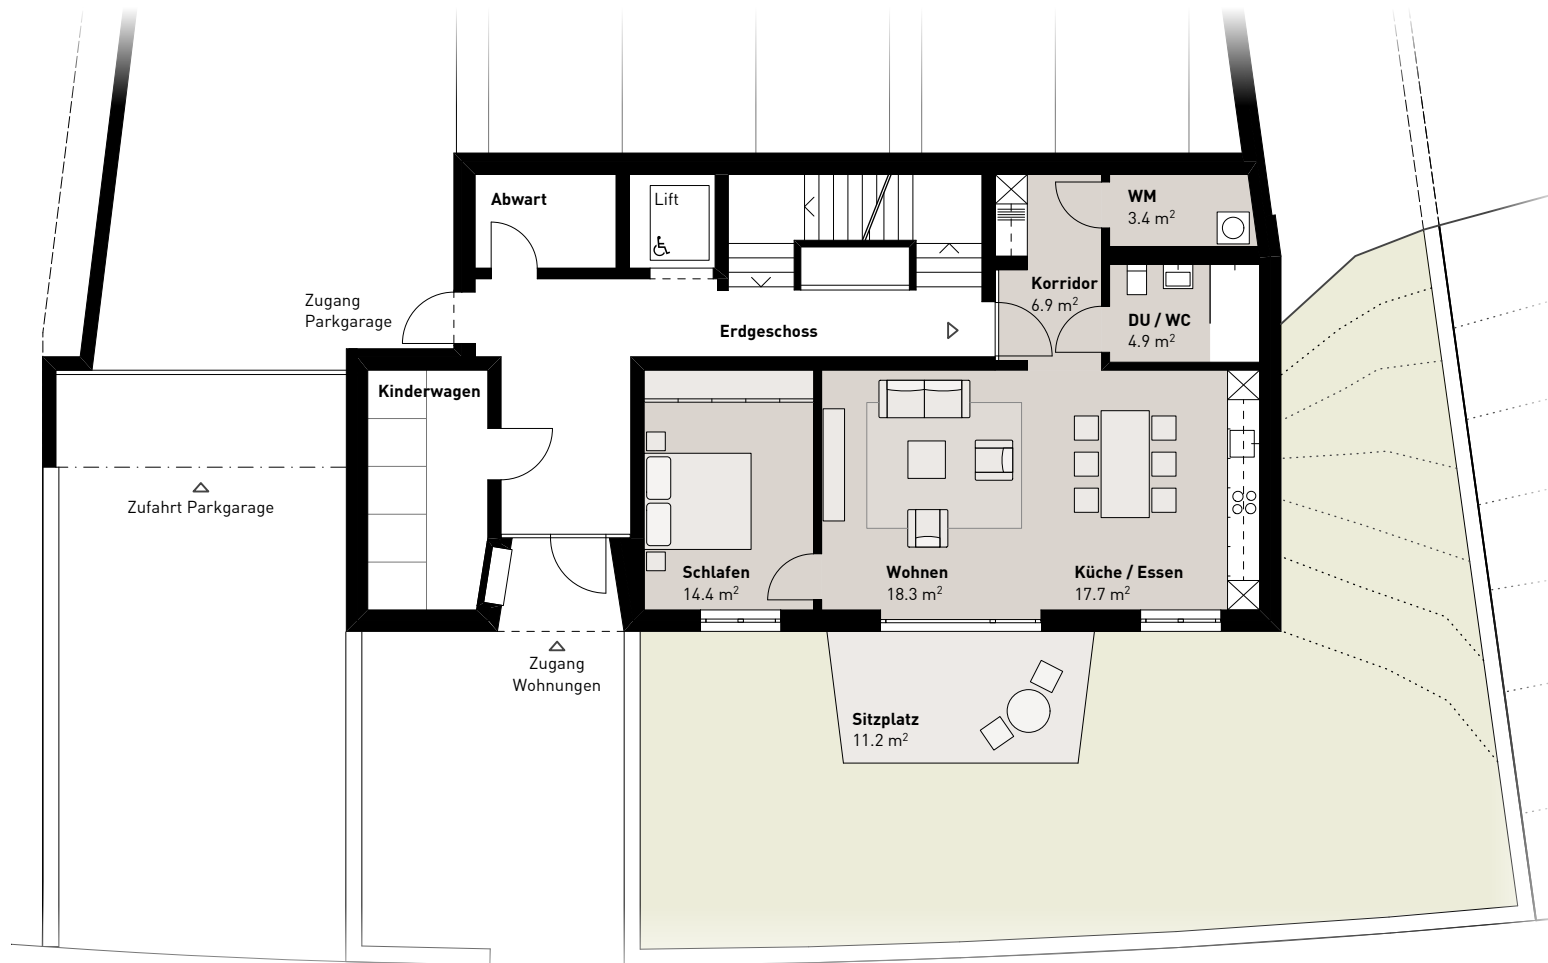 Abwart
Lift
WM
3.4 m²
Korridor
6.9 m²
DU / WC
4.9 m²
Zugang
Parkgarage
Erdgeschoss
Kinderwagen
Zufahrt Parkgarage
Schlafen
14.4 m²
Wohnen
18.3 m²
Küche / Essen
17.7 m²
Zugang
Wohnungen
Sitzplatz
11.2 m²